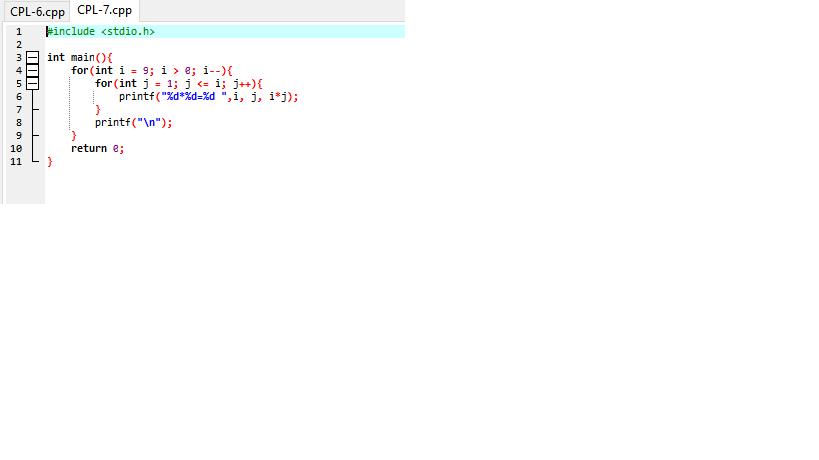 CPL-6.cpp CPL-7.cpp
1 #include <stdio.h>
2
3 int main(){
4 for(int i = 9; i > 0; i--){
5 for(int j = 1; j <= i; j++){
6 printf("%d*%d=%d ",i, j, i*j);
7 }
8 printf("\n");
9 }
10 return 0;
11 }